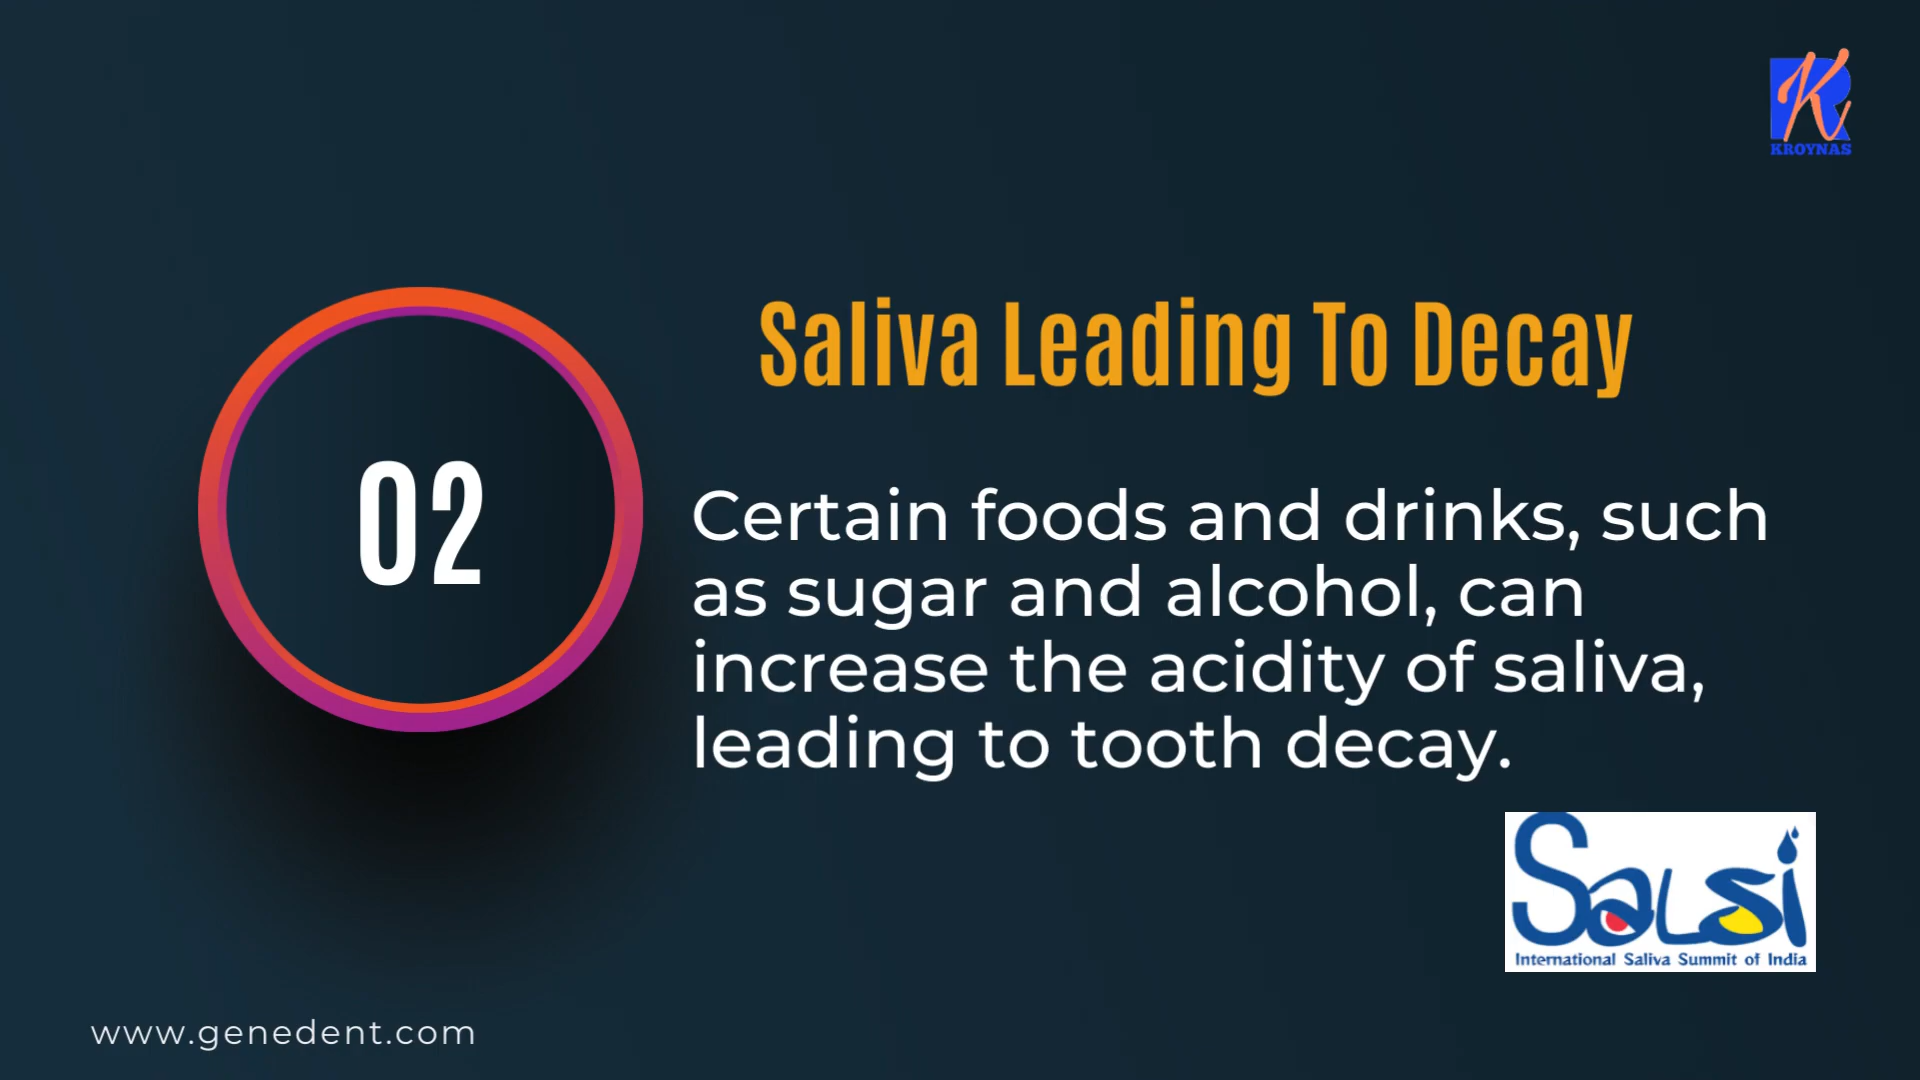 KROYNAS
Saliva Leading To Decay
02
Certain foods and drinks, such
as sugar and alcohol, can
increase the acidity of saliva,
leading to tooth decay.
Salsi
International Saliva Summit of India
www.genedent.com